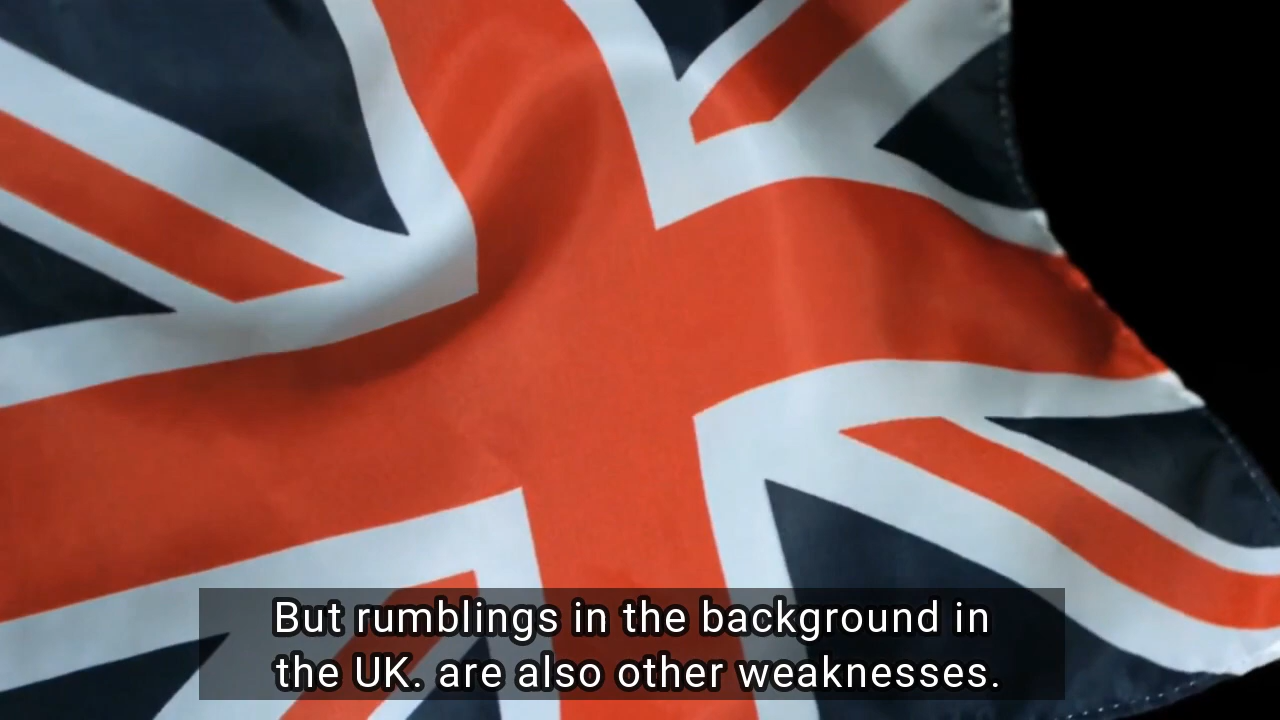 But rumblings in the background in
the UK. are also other weaknesses.